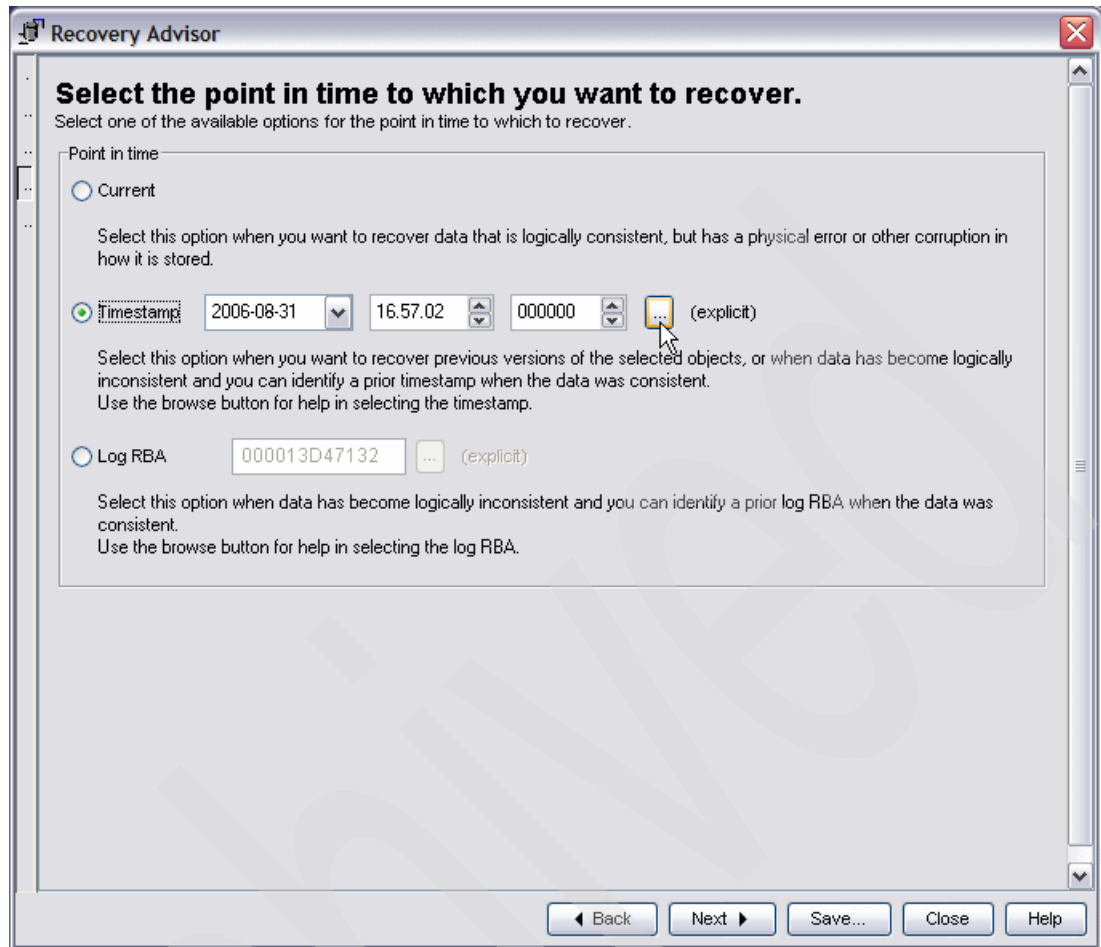 Recovery Advisor
Select the point in time to which you want to recover.
Select one of the available options for the point in time to which to recover.
Point in time
Current
Select this option when you want to recover data that is logically consistent, but has a physical error or other corruption in
how it is stored.
Timestamp 2006-08-31 16.57.02 000000 ... (explicit)
Select this option when you want to recover previous versions of the selected objects, or when data has become logically
inconsistent and you can identify a prior timestamp when the data was consistent.
Use the browse button for help in selecting the timestamp.
Log RBA 000013D47132 ... (explicit)
Select this option when data has become logically inconsistent and you can identify a prior log RBA when the data was
consistent.
Use the browse button for help in selecting the log RBA.
Back Next Save... Close Help